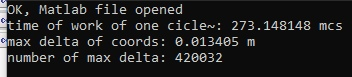 OK, Matlab file opened
time of work of one cicle~: 273.148148 mcs
max delta of coords: 0.013405 m
number of max delta: 420032